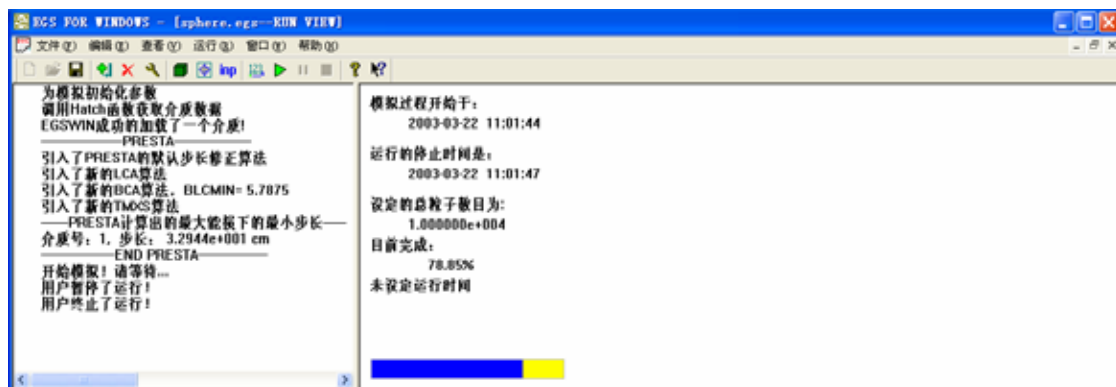 EGS FOR WINDOWS - [sphere.egs--RUN VIEW]
文件(F) 编辑(E) 查看(V) 运行(R) 窗口(W) 帮助(H)
inp
为模拟初始化参数
调用Hatch函数获取介质数据
EGSWIN成功的加载了一个介质!
PRESTA
引入了PRESTA的默认步长修正算法
引入了新的LCA算法
引入了新的BCA算法. BLCMIN= 5.7875
引入了新的TMXS算法
PRESTA计算出的最大能损下的最小步长
介质号: 1, 步长: 3.2944e+001 cm
END PRESTA
开始模拟! 请等待...
用户暂停了运行!
用户终止了运行!
模拟过程开始于:
2003-03-22 11:01:44
运行的停止时间是:
2003-03-22 11:01:47
设定的总粒子数目为:
1.000000e+004
目前完成:
78.85%
未设定运行时间